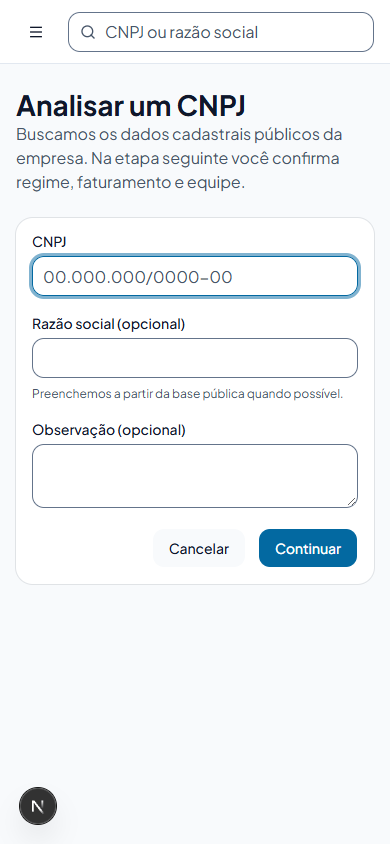 CNPJ ou razão social
Analisar um CNPJ
Buscamos os dados cadastrais públicos da
empresa. Na etapa seguinte você confirma
regime, faturamento e equipe.
CNPJ
00.000.000/0000-00
Razão social (opcional)
Preenchemos a partir da base pública quando possível.
Observação (opcional)
Cancelar
Continuar
N